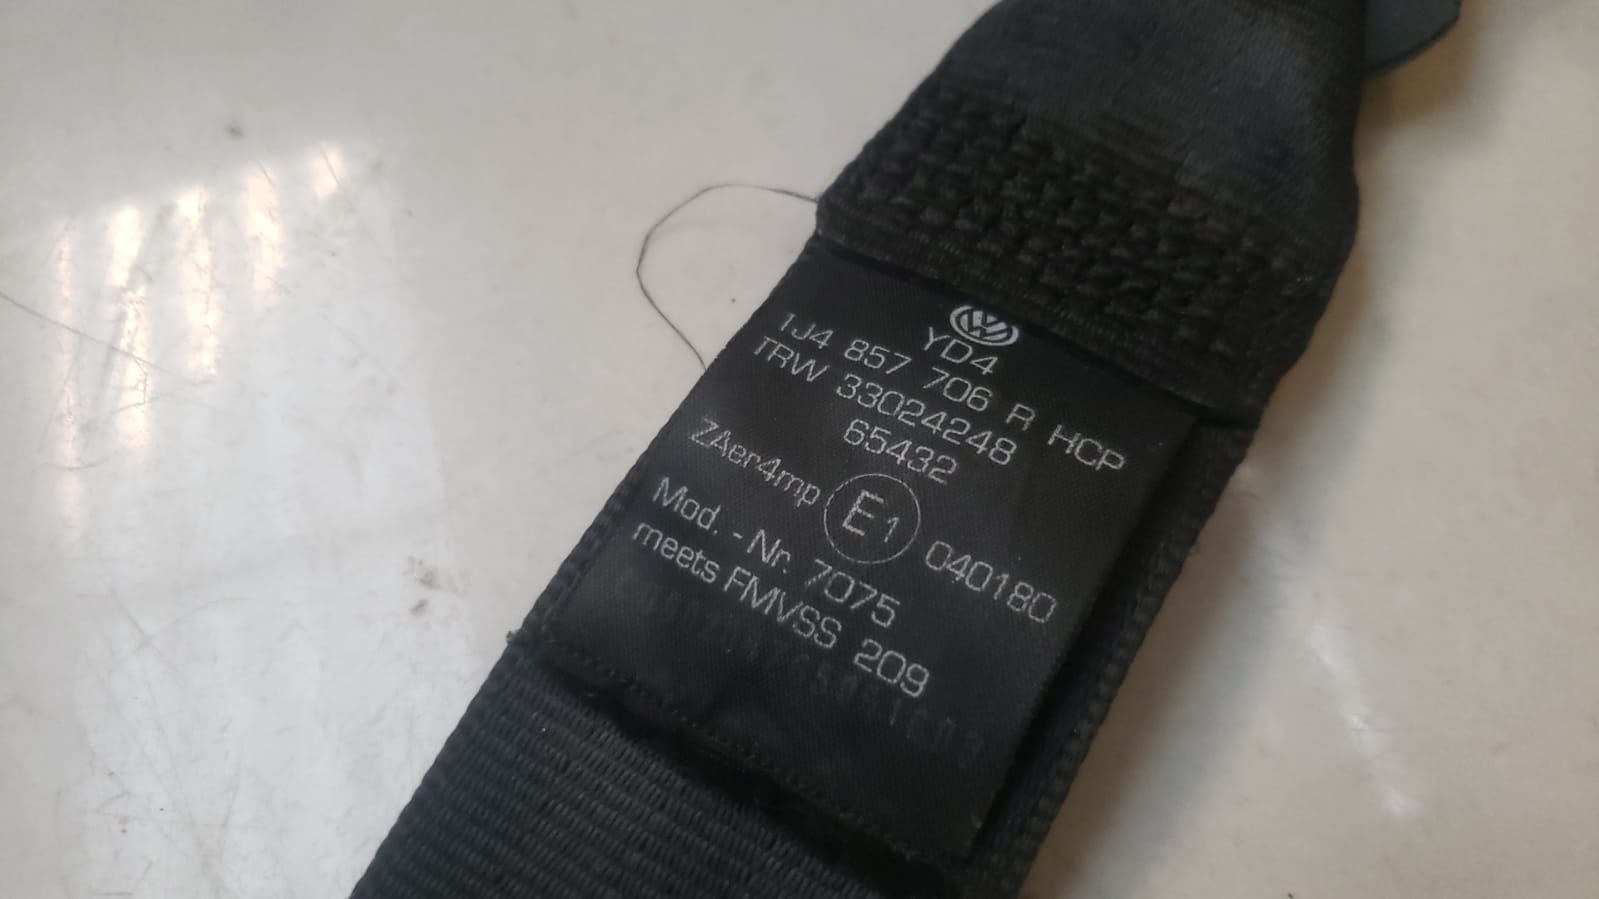 YD4
1J4 857 706 R HCP
TRW 33024248
65432
ZAer4mp E1 040180
Mod. - Nr. 7075
meets FMVSS 209